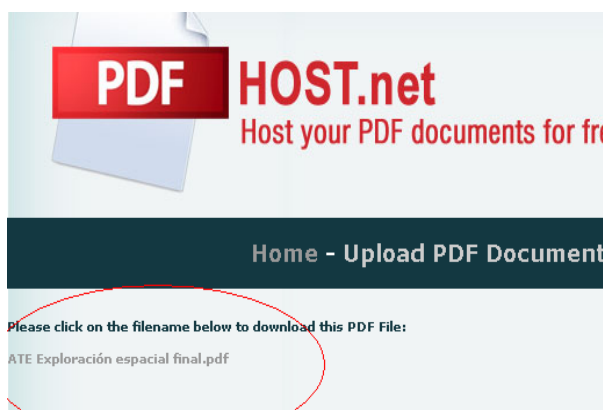 PDF HOST.net
Host your PDF documents for
Home - Upload PDF Document
Please click on the filename below to download this PDF File:
ATE Exploración espacial final.pdf